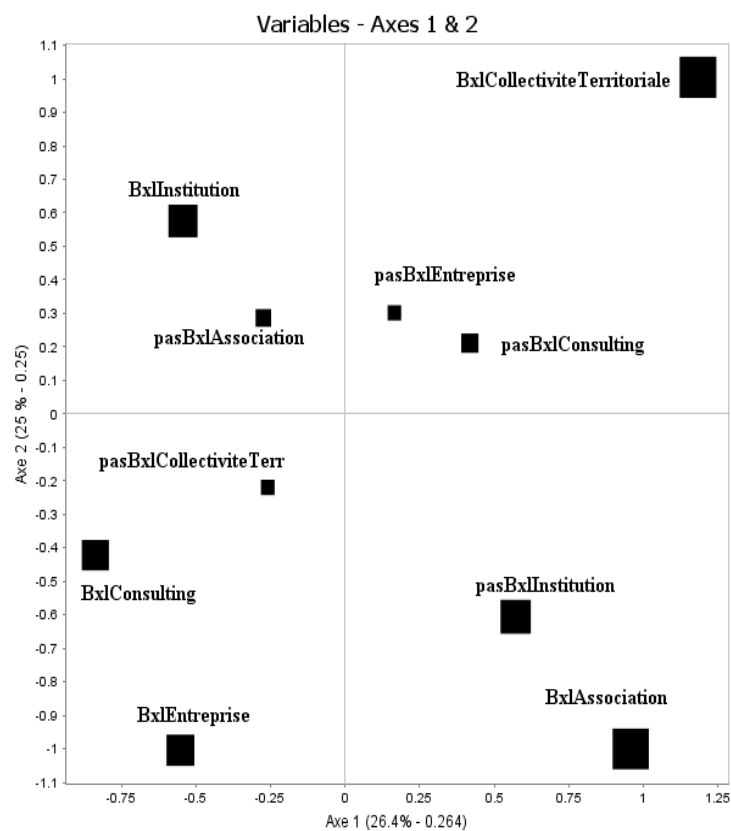 Variables - Axes 1 & 2
1.1
1
0.9
0.8
0.7
0.6
0.5
0.4
0.3
0.2
0.1
0
-0.1
-0.2
-0.3
-0.4
-0.5
-0.6
-0.7
-0.8
-0.9
-1
-1.1
Axe 2 (25 % - 0.25)
BxlCollectiviteTerritoriale
BxlInstitution
pasBxlEntreprise
pasBxlAssociation
pasBxlConsulting
pasBxlCollectiviteTerr
BxlConsulting
pasBxlInstitution
BxlAssociation
BxlEntreprise
-0.75 -0.5 -0.25 0 0.25 0.5 0.75 1 1.25
Axe 1 (26.4% - 0.264)